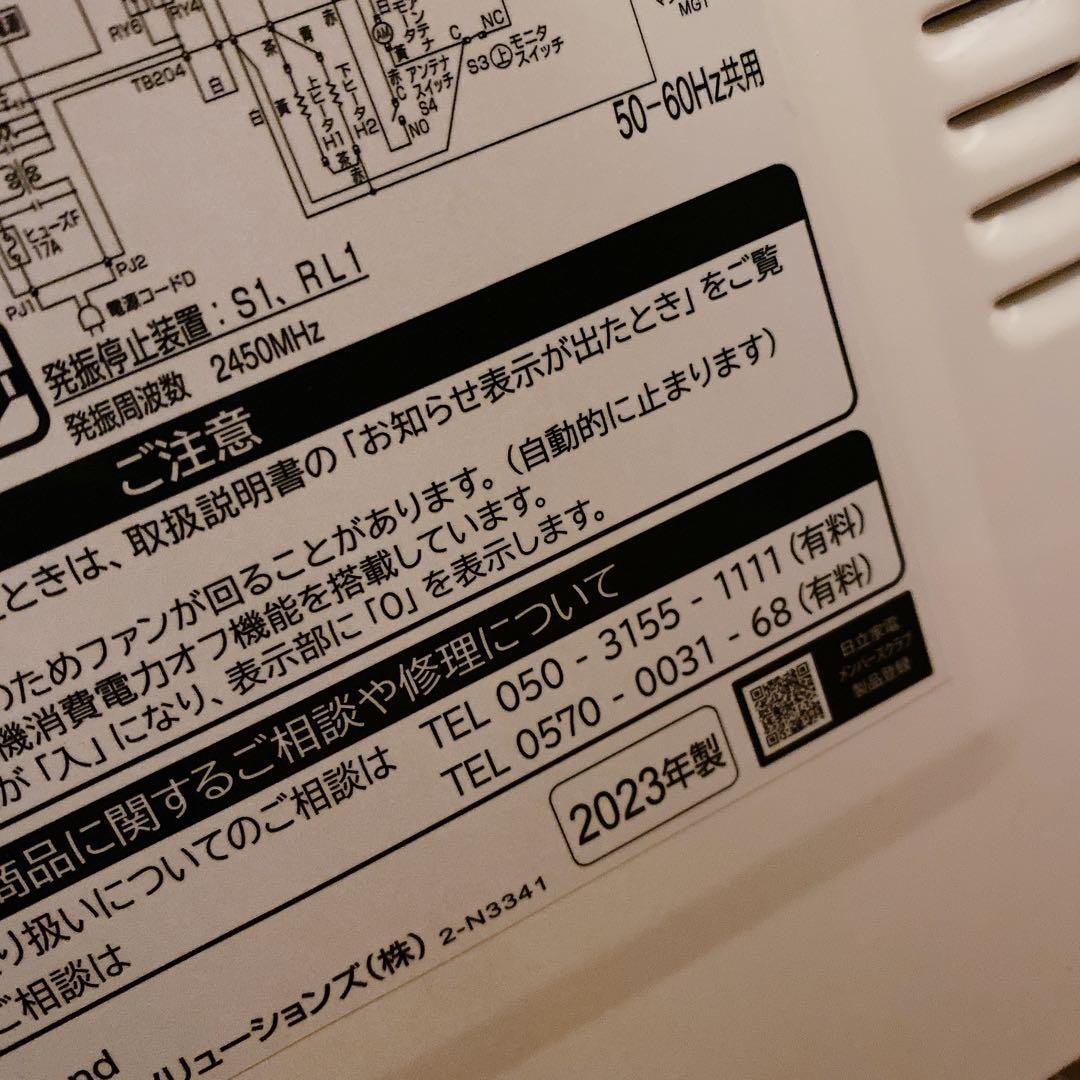 RY6
RY4
TB204
白
白
茶
青
赤
黄
上ヒータH1
下ヒータH2
茶
赤
AM
黄
赤
C
アンテナ
スイッチ
S4
NO
C
NC
S3 上 モニタ
スイッチ
MG1
50-60Hz共用
ヒューズF
17A
PJ1
PJ2
電源コードD
発振停止装置：S1、RL1
発振周波数 2450MHz
ご注意
ときは、取扱説明書の「お知らせ表示が出たとき」をご覧
のためファンが回ることがあります。（自動的に止まります）
機消費電力オフ機能を搭載しています。
が「入」になり、表示部に「0」を表示します。
商品に関するご相談や修理について
り扱いについてのご相談は TEL 050 - 3155 - 1111（有料）
ご相談は TEL 0570 - 0031 - 68（有料）
2023年製
日立家電
メンバーズクラブ
製品登録
nd
リューションズ（株） 2-N3341